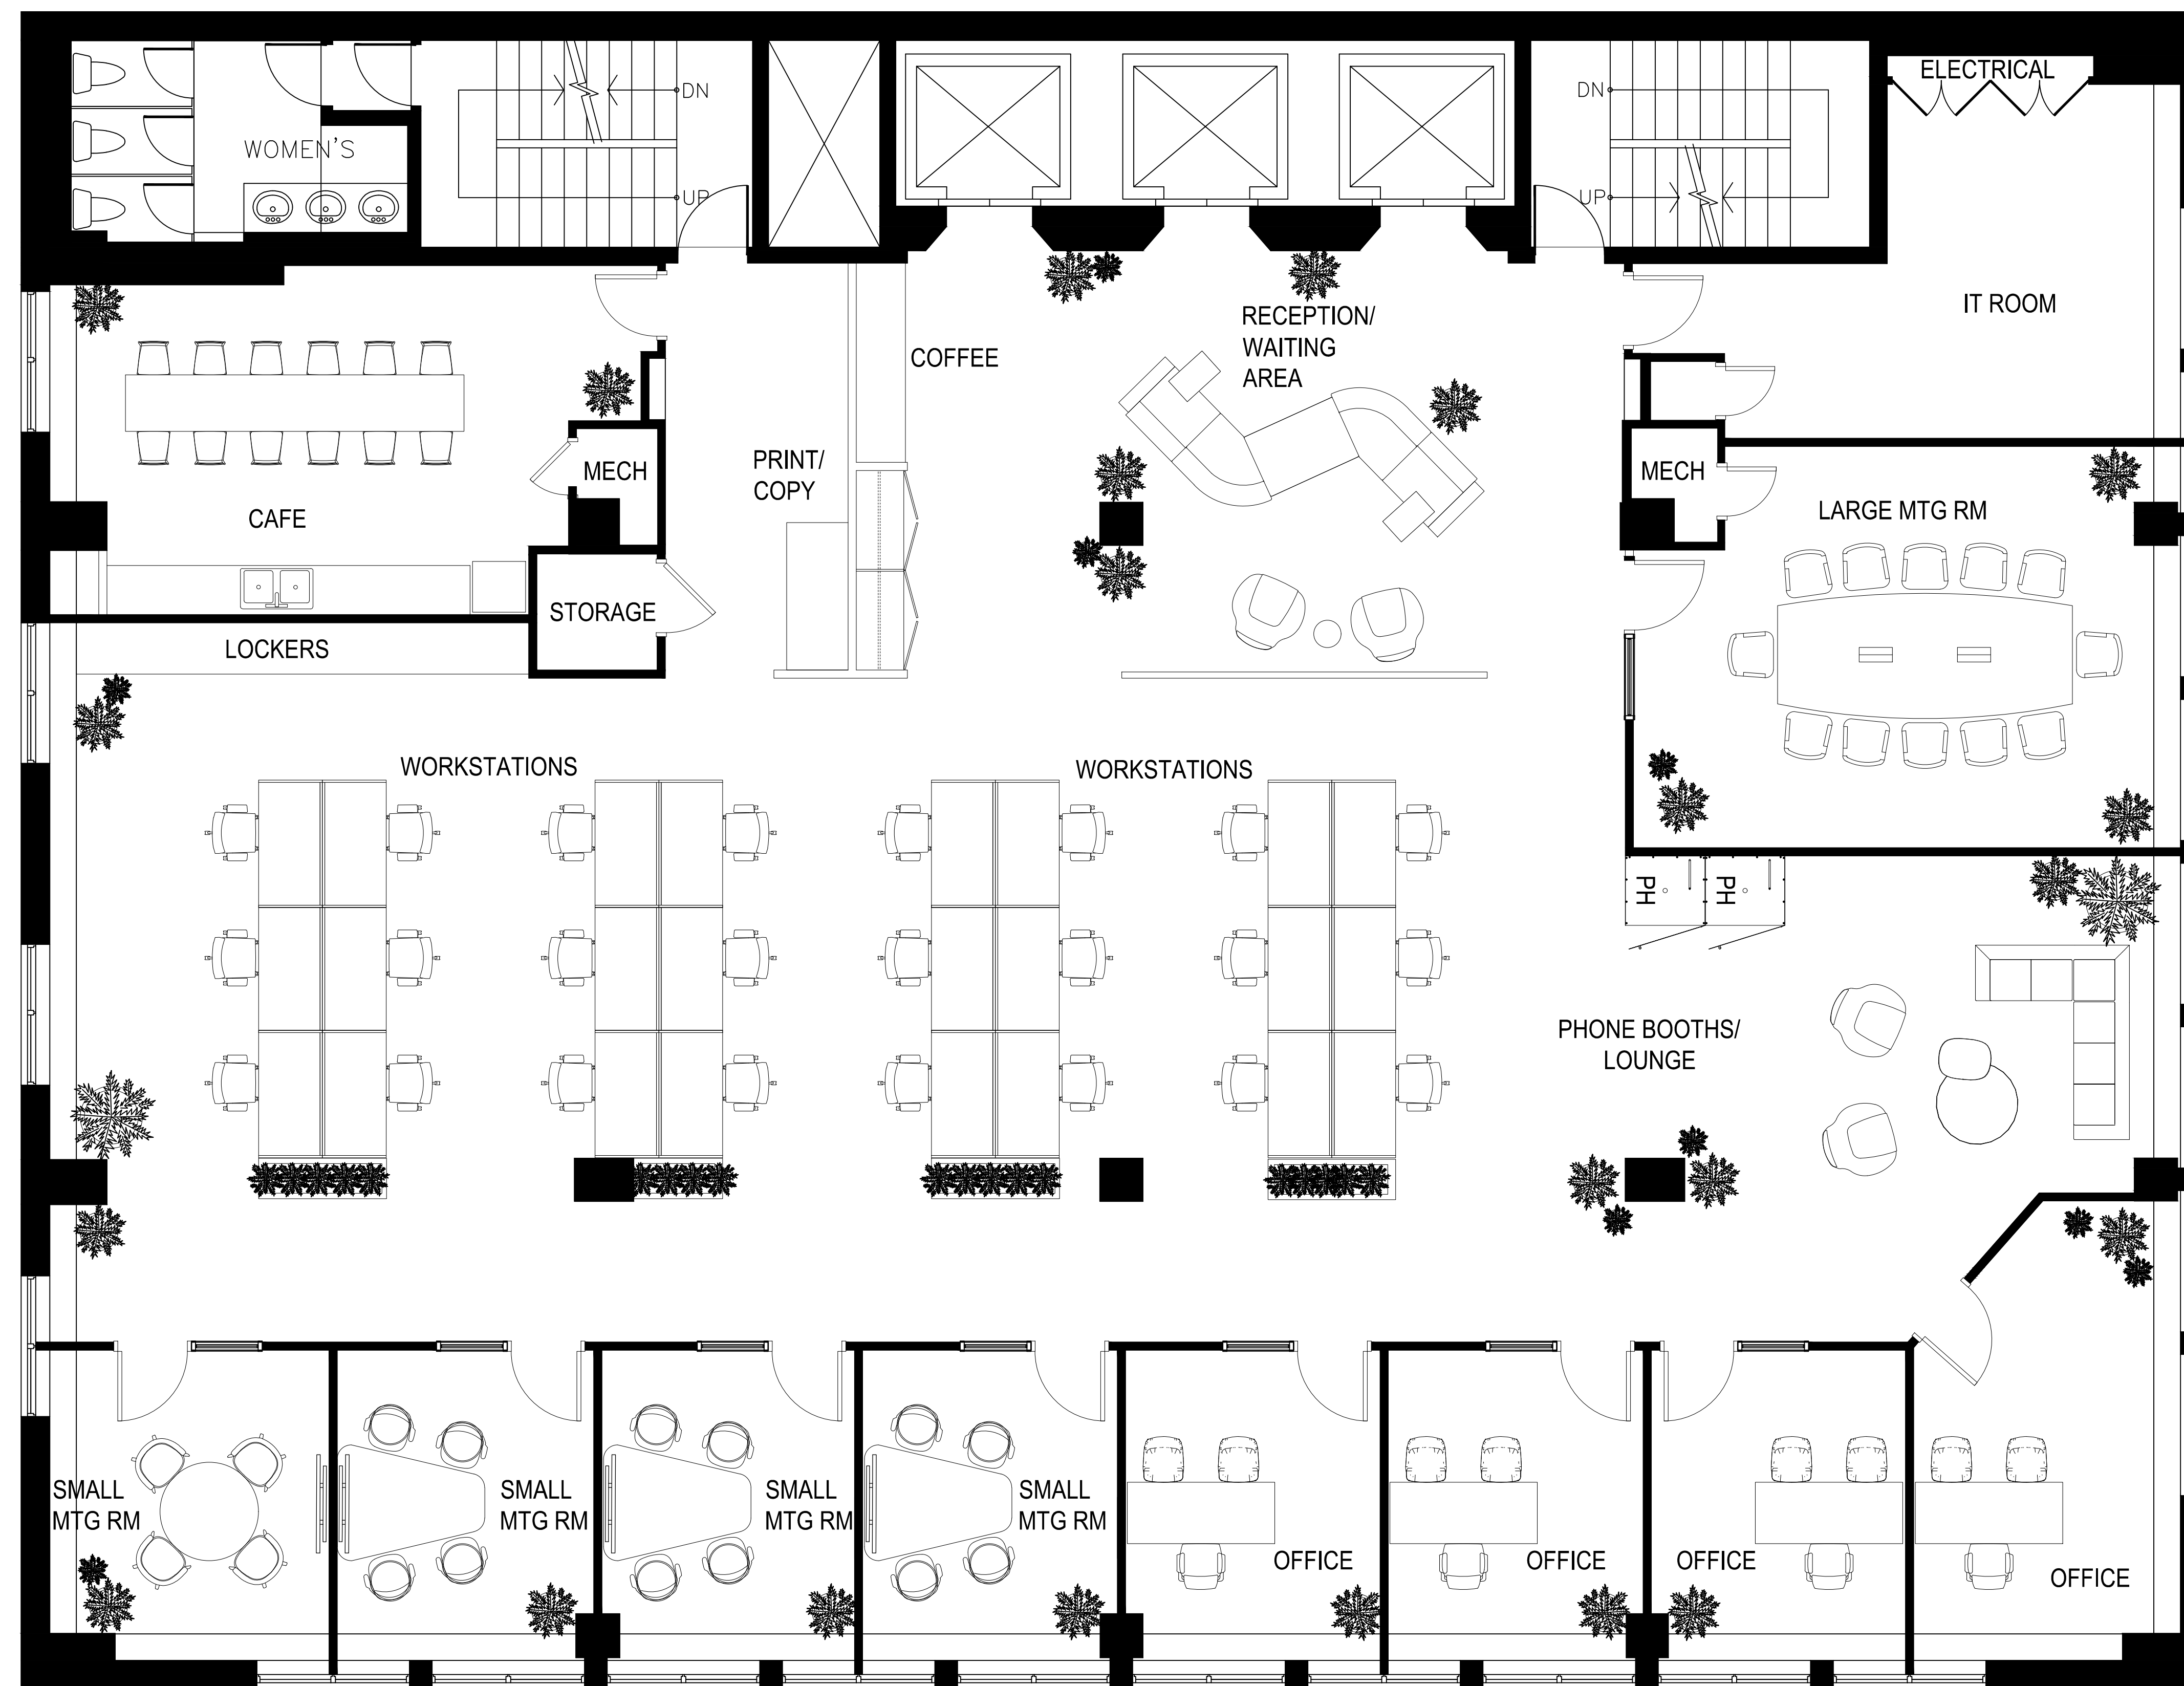 ELECTRICAL
DN
DN
WOMEN'S
UP
UP
IT ROOM
RECEPTION/
WAITING
AREA
COFFEE
PRINT/
COPY
MECH
MECH
CAFE
LARGE MTG RM
STORAGE
LOCKERS
WORKSTATIONS
WORKSTATIONS
PH
PH
PHONE BOOTHS/
LOUNGE
SMALL
MTG RM
SMALL
MTG RM
SMALL
MTG RM
SMALL
MTG RM
OFFICE
OFFICE
OFFICE
OFFICE